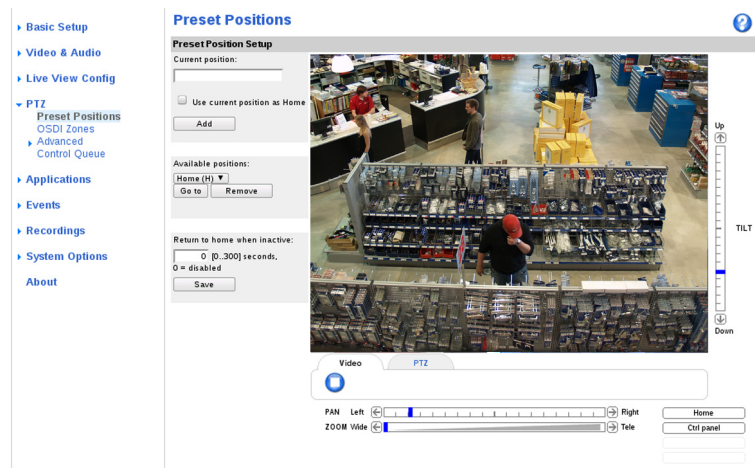 Basic Setup
Video & Audio
Live View Config
PTZ
Preset Positions
OSDI Zones
Advanced
Control Queue
Applications
Events
Recordings
System Options
About
Preset Positions
?
Preset Position Setup
Current position:
Use current position as Home
Add
Available positions:
Home (H) ▼
Go to Remove
Return to home when inactive:
0 [0..300] seconds,
0 = disabled
Save
Up
TILT
Down
Video PTZ
PAN Left Right Home
ZOOM Wide Tele Ctrl panel